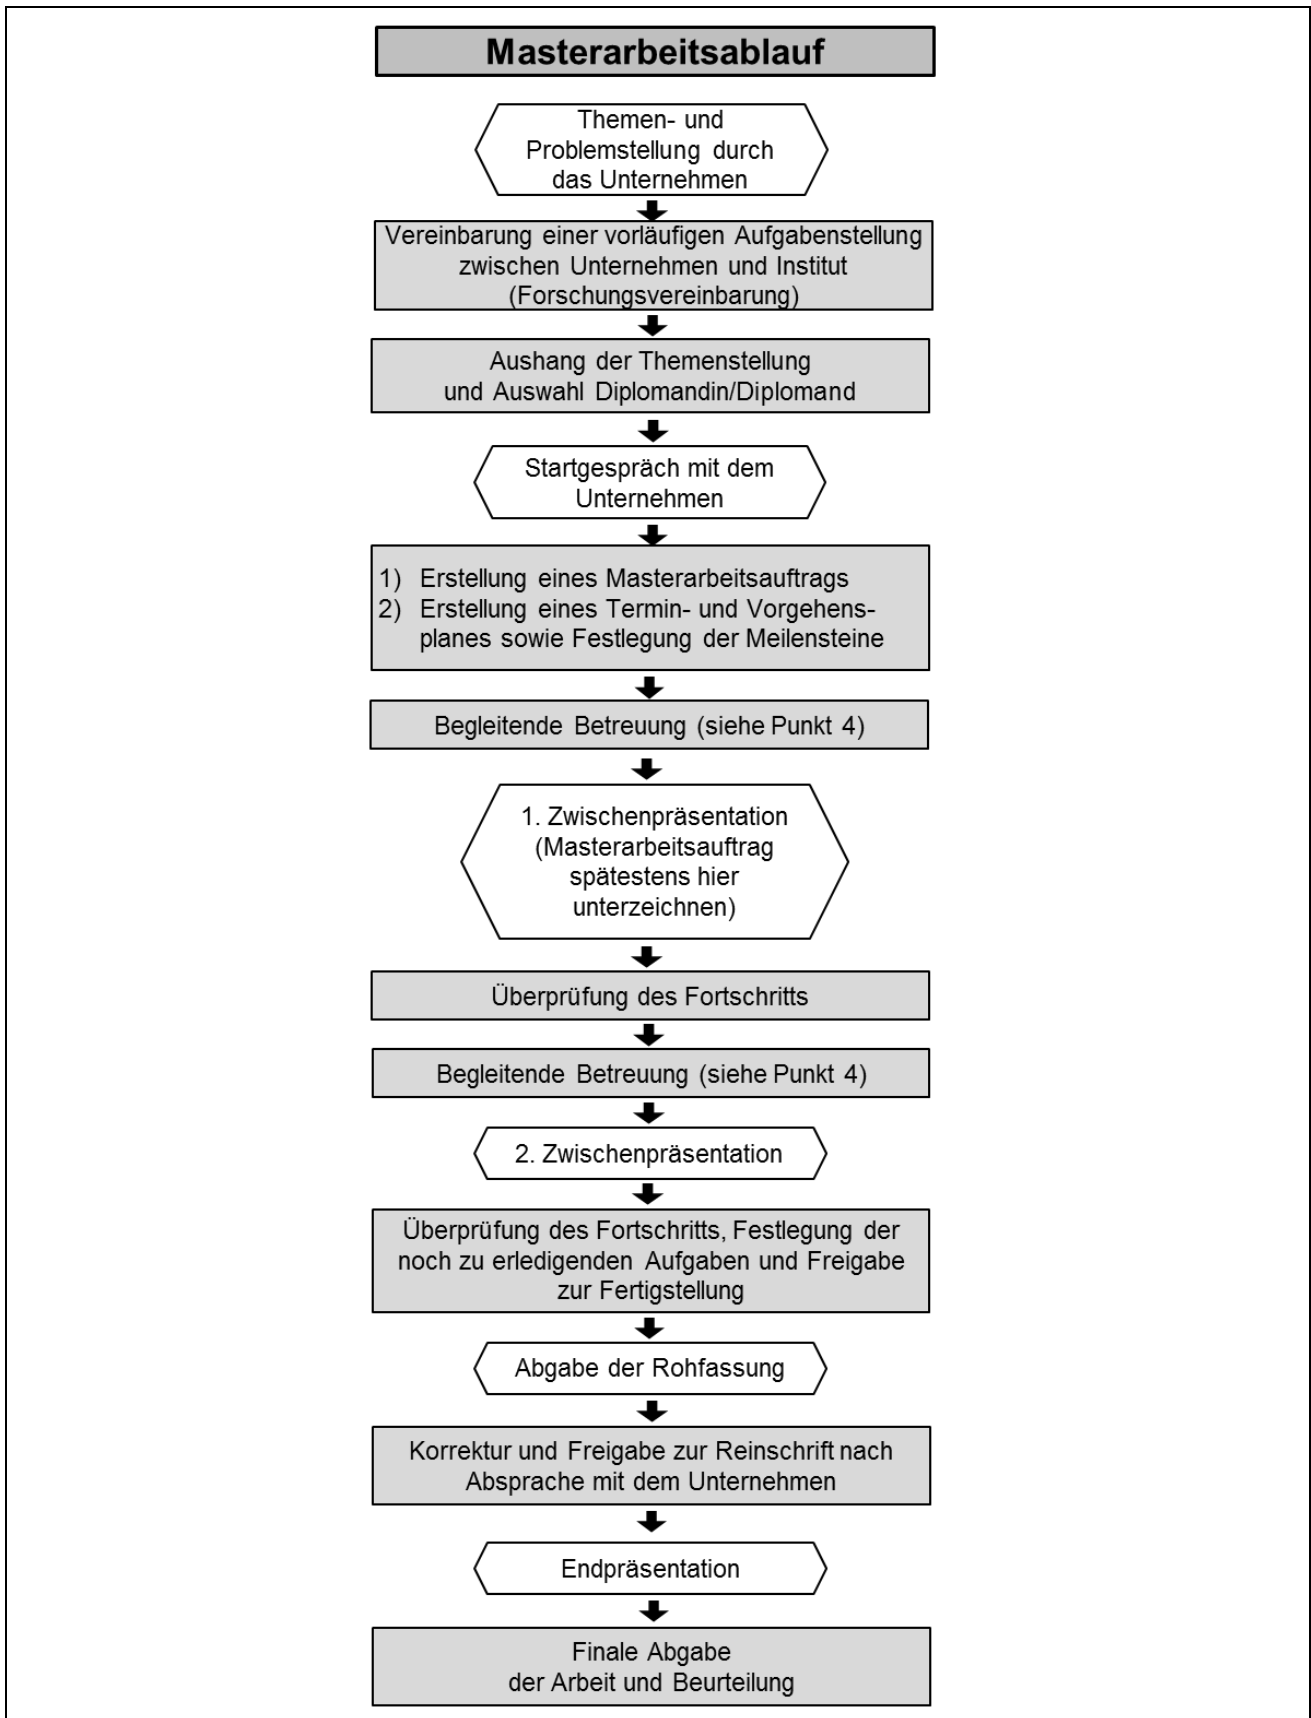 Masterarbeitsablauf
Themen- und
Problemstellung durch
das Unternehmen
Vereinbarung einer vorläufigen Aufgabenstellung
zwischen Unternehmen und Institut
(Forschungsvereinbarung)
Aushang der Themenstellung
und Auswahl Diplomandin/Diplomand
Startgespräch mit dem
Unternehmen
1) Erstellung eines Masterarbeitsauftrags
2) Erstellung eines Termin- und Vorgehens-
planes sowie Festlegung der Meilensteine
Begleitende Betreuung (siehe Punkt 4)
1. Zwischenpräsentation
(Masterarbeitsauftrag
spätestens hier
unterzeichnen)
Überprüfung des Fortschritts
Begleitende Betreuung (siehe Punkt 4)
2. Zwischenpräsentation
Überprüfung des Fortschritts, Festlegung der
noch zu erledigenden Aufgaben und Freigabe
zur Fertigstellung
Abgabe der Rohfassung
Korrektur und Freigabe zur Reinschrift nach
Absprache mit dem Unternehmen
Endpräsentation
Finale Abgabe
der Arbeit und Beurteilung